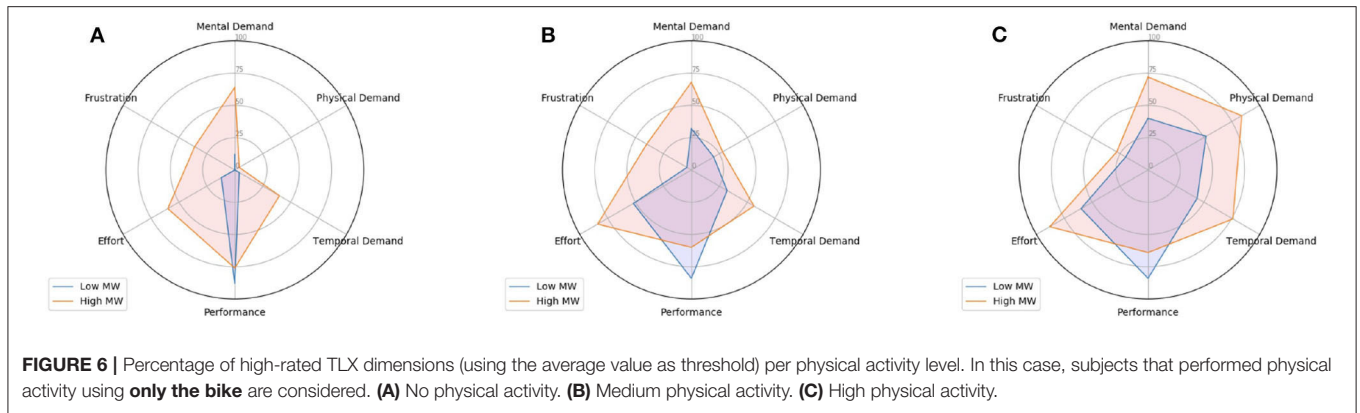 A
Mental Demand
100
75
50
25
0
Frustration
Physical Demand
Effort
Temporal Demand
Performance
Low MW
High MW
B
Mental Demand
100
75
50
25
0
Frustration
Physical Demand
Effort
Temporal Demand
Performance
Low MW
High MW
C
Mental Demand
100
75
50
25
0
Frustration
Physical Demand
Effort
Temporal Demand
Performance
Low MW
High MW
FIGURE 6 | Percentage of high-rated TLX dimensions (using the average value as threshold) per physical activity level. In this case, subjects that performed physical
activity using only the bike are considered. (A) No physical activity. (B) Medium physical activity. (C) High physical activity.